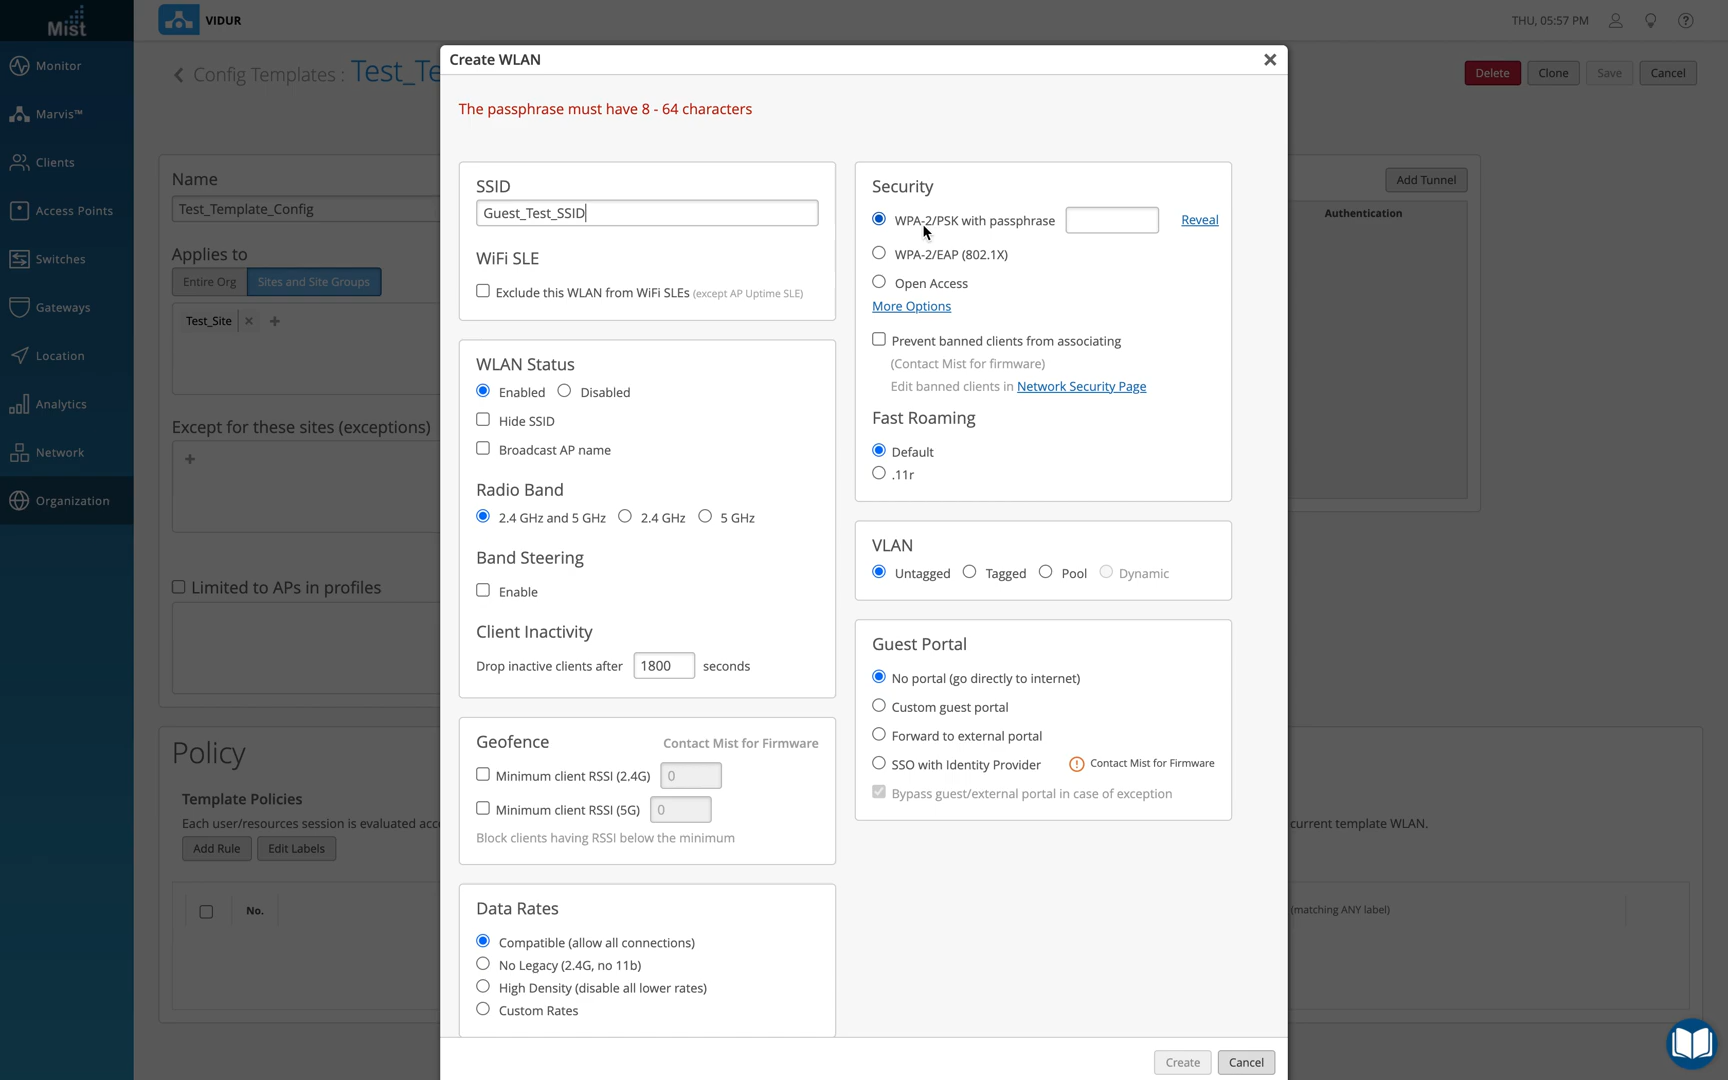 Mist
VIDUR
THU, 05:57 PM
Monitor
Marvis™
Clients
Access Points
Switches
Gateways
Location
Analytics
Network
Organization
Config Templates : Test_Te
Delete
Clone
Save
Cancel
Name
Test_Template_Config
Applies to
Entire Org
Sites and Site Groups
Test_Site
Except for these sites (exceptions)
Limited to APs in profiles
Add Tunnel
Authentication
Policy
Template Policies
Each user/resources session is evaluated acc
current template WLAN.
Add Rule
Edit Labels
No.
(matching ANY label)
Create WLAN
The passphrase must have 8 - 64 characters
SSID
Guest_Test_SSID
WiFi SLE
Exclude this WLAN from WiFi SLEs (except AP Uptime SLE)
WLAN Status
Enabled Disabled
Hide SSID
Broadcast AP name
Radio Band
2.4 GHz and 5 GHz 2.4 GHz 5 GHz
Band Steering
Enable
Client Inactivity
Drop inactive clients after 1800 seconds
Geofence Contact Mist for Firmware
Minimum client RSSI (2.4G) 0
Minimum client RSSI (5G) 0
Block clients having RSSI below the minimum
Data Rates
Compatible (allow all connections)
No Legacy (2.4G, no 11b)
High Density (disable all lower rates)
Custom Rates
Security
WPA-2/PSK with passphrase Reveal
WPA-2/EAP (802.1X)
Open Access
More Options
Prevent banned clients from associating
(Contact Mist for firmware)
Edit banned clients in Network Security Page
Fast Roaming
Default
.11r
VLAN
Untagged Tagged Pool Dynamic
Guest Portal
No portal (go directly to internet)
Custom guest portal
Forward to external portal
SSO with Identity Provider Contact Mist for Firmware
Bypass guest/external portal in case of exception
Create
Cancel